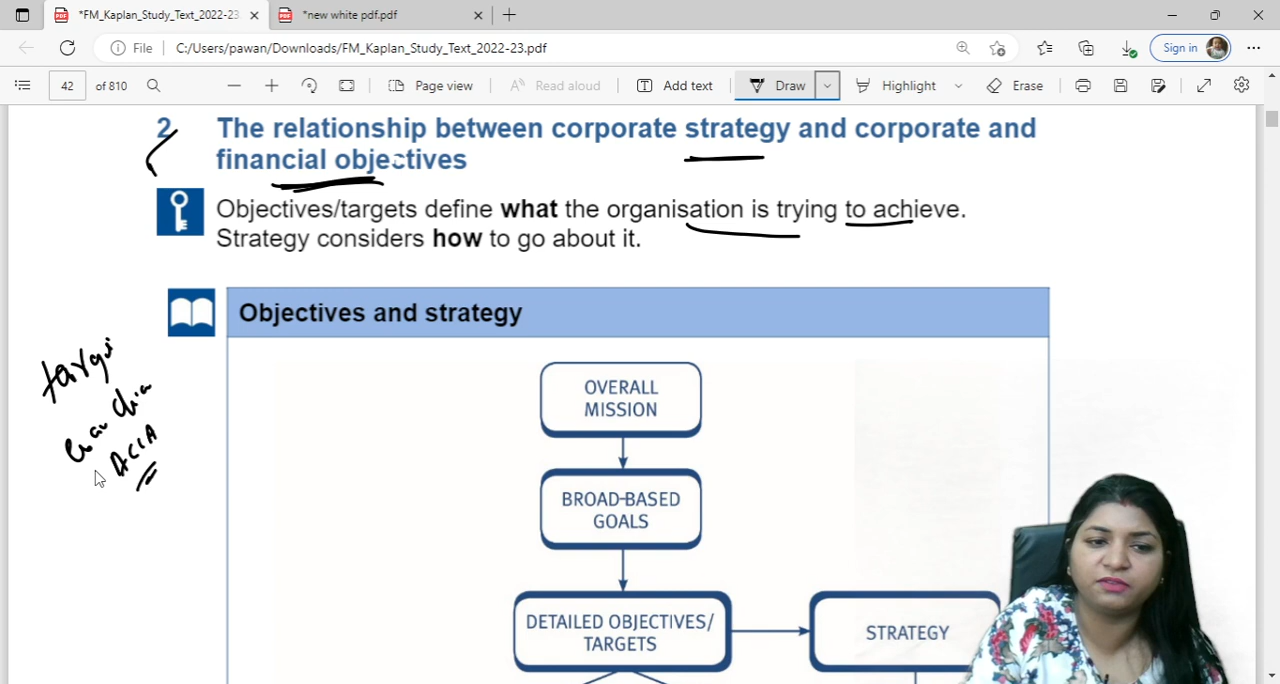 *FM_Kaplan_Study_Text_2022-23
*new white pdf.pdf
File
C:/Users/pawan/Downloads/FM_Kaplan_Study_Text_2022-23.pdf
Sign in
42 of 810
Page view
Read aloud
Add text
Draw
Highlight
Erase
2 The relationship between corporate strategy and corporate and
financial objectives
Objectives/targets define what the organisation is trying to achieve.
Strategy considers how to go about it.
Objectives and strategy
target
ACCA
OVERALL
MISSION
BROAD-BASED
GOALS
DETAILED OBJECTIVES/
TARGETS
STRATEGY